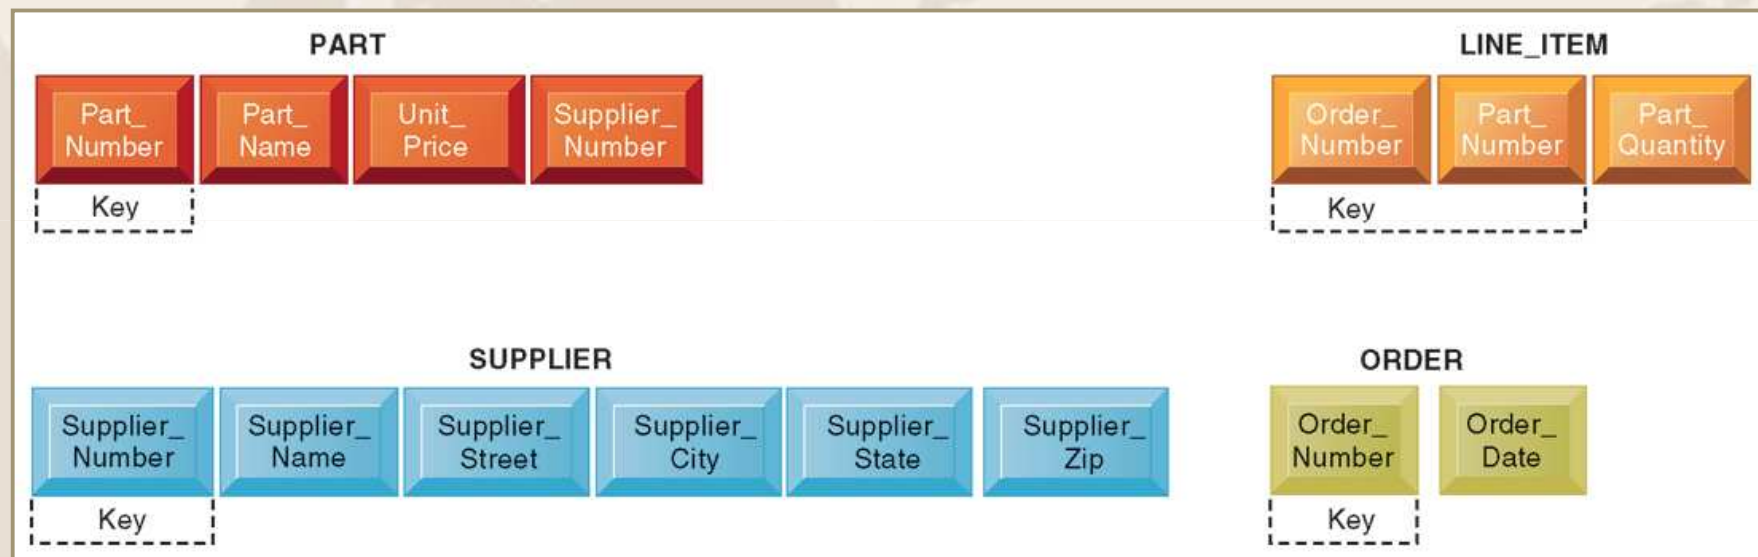 PART
Part_
Number
Part_
Name
Unit_
Price
Supplier_
Number
Key
LINE_ITEM
Order_
Number
Part_
Number
Part_
Quantity
Key
SUPPLIER
Supplier_
Number
Supplier_
Name
Supplier_
Street
Supplier_
City
Supplier_
State
Supplier_
Zip
Key
ORDER
Order_
Number
Order_
Date
Key